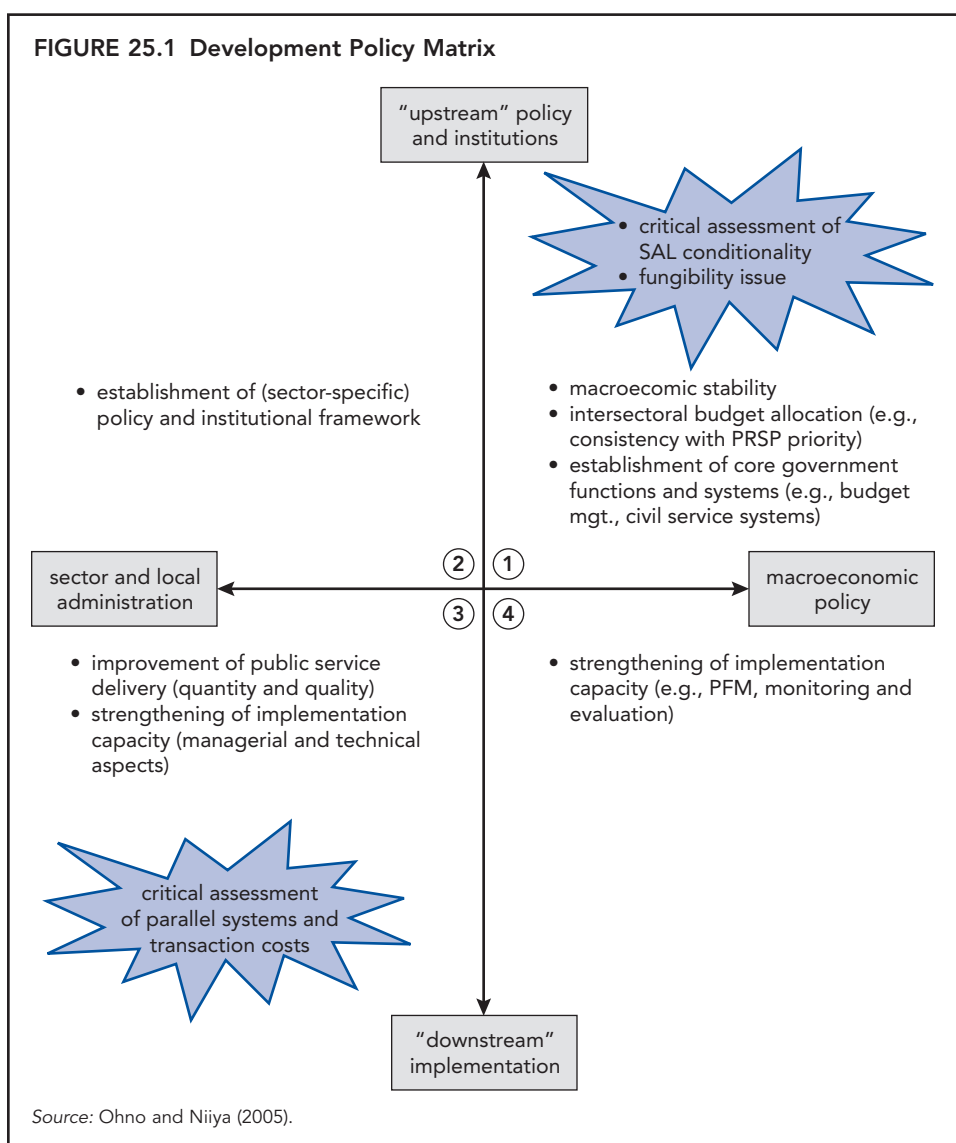 FIGURE 25.1 Development Policy Matrix
“upstream” policy
and institutions
• critical assessment of
SAL conditionality
• fungibility issue
• establishment of (sector-specific)
policy and institutional framework
• macroecomic stability
• intersectoral budget allocation (e.g.,
consistency with PRSP priority)
• establishment of core government
functions and systems (e.g., budget
mgt., civil service systems)
2 1
sector and local
administration
macroeconomic
policy
3 4
• improvement of public service
delivery (quantity and quality)
• strengthening of implementation
capacity (managerial and technical
aspects)
• strengthening of implementation
capacity (e.g., PFM, monitoring and
evaluation)
critical assessment
of parallel systems and
transaction costs
“downstream”
implementation
Source: Ohno and Niiya (2005).